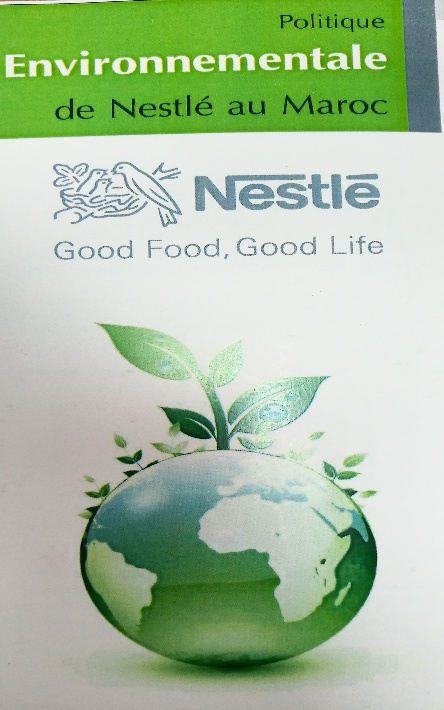 Politique
Environnementale
de Nestlé au Maroc
Nestlé
Good Food, Good Life